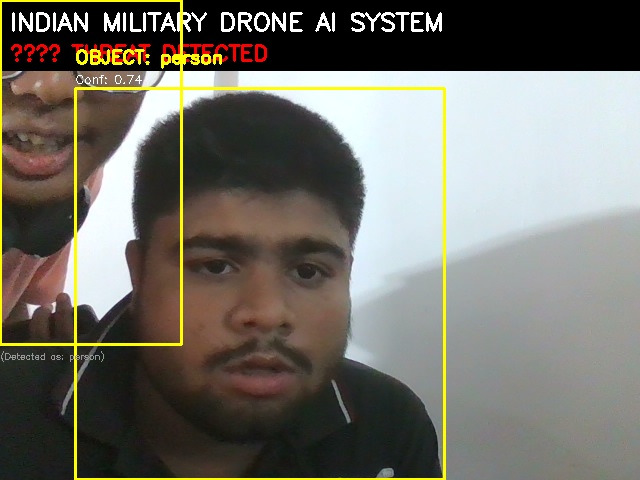 INDIAN MILITARY DRONE AI SYSTEM
???? THREAT DETECTED
OBJECT: person
Conf: 0.74
(Detected as: person)